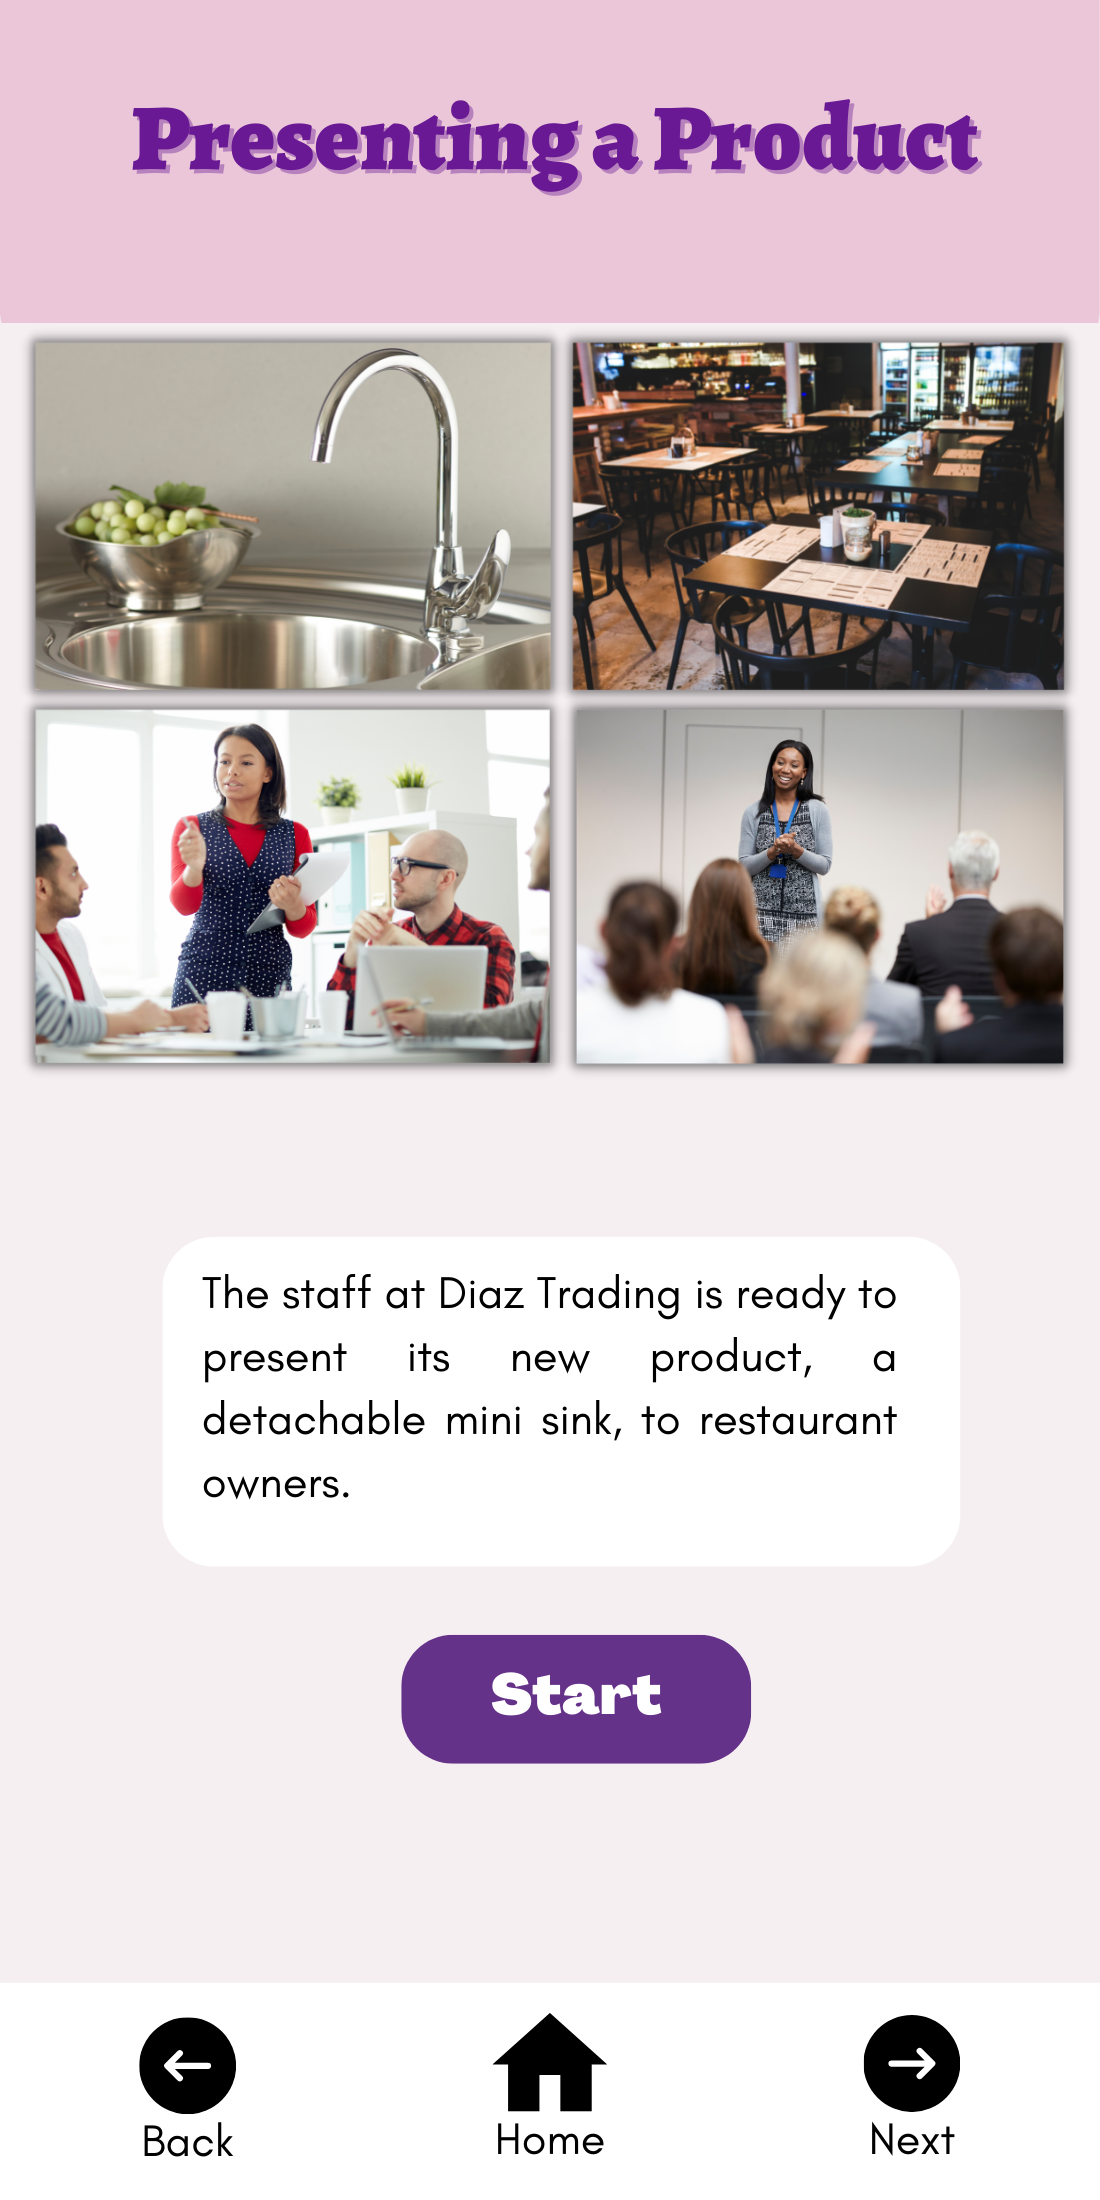 Presenting a Product
The staff at Diaz Trading is ready to
present its new product, a
detachable mini sink, to restaurant
owners.
Start
Back
Home
Next